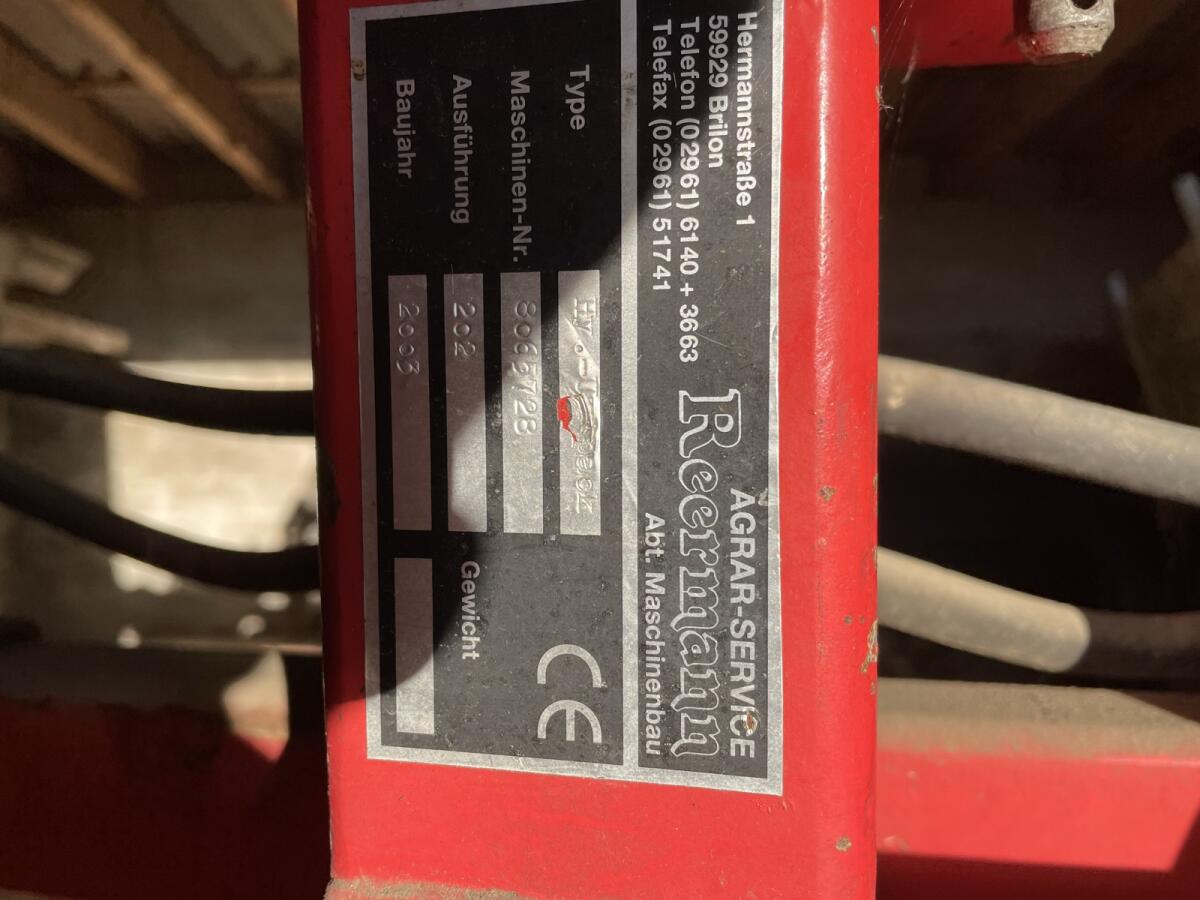 Hermannstraße 1
59929 Brilon
Telefon (02961) 6140 + 3663
Telefax (02961) 51741
AGRAR-SERVICE
Reermann
Abt. Maschinenbau
Type
Maschinen-Nr.
Ausführung 202
Gewicht
Baujahr 2003
CE